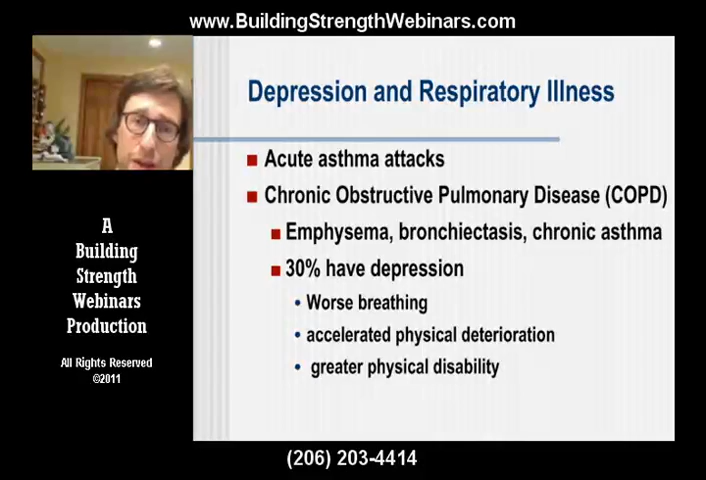 www.BuildingStrengthWebinars.com
Depression and Respiratory Illness
Acute asthma attacks
Chronic Obstructive Pulmonary Disease (COPD)
Emphysema, bronchiectasis, chronic asthma
30% have depression
Worse breathing
accelerated physical deterioration
greater physical disability
A
Building
Strength
Webinars
Production
All Rights Reserved
©2011
(206) 203-4414